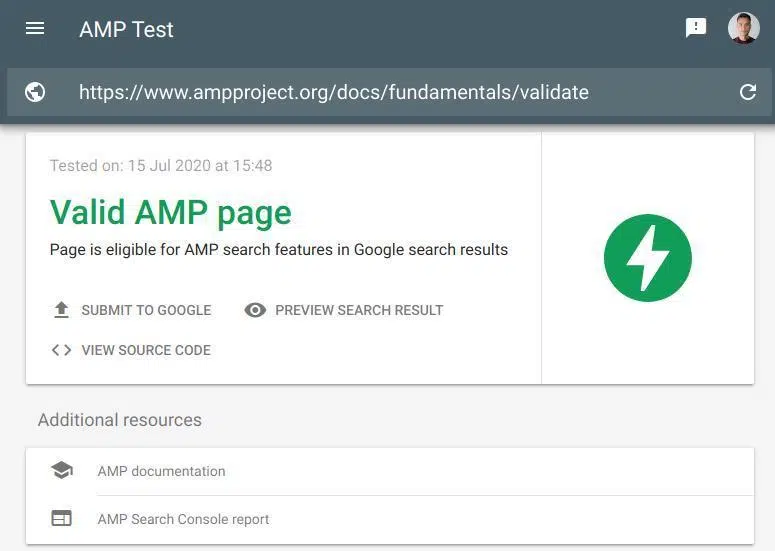 AMP Test
https://www.ampproject.org/docs/fundamentals/validate
Tested on: 15 Jul 2020 at 15:48
Valid AMP page
Page is eligible for AMP search features in Google search results
SUBMIT TO GOOGLE
PREVIEW SEARCH RESULT
VIEW SOURCE CODE
Additional resources
AMP documentation
AMP Search Console report